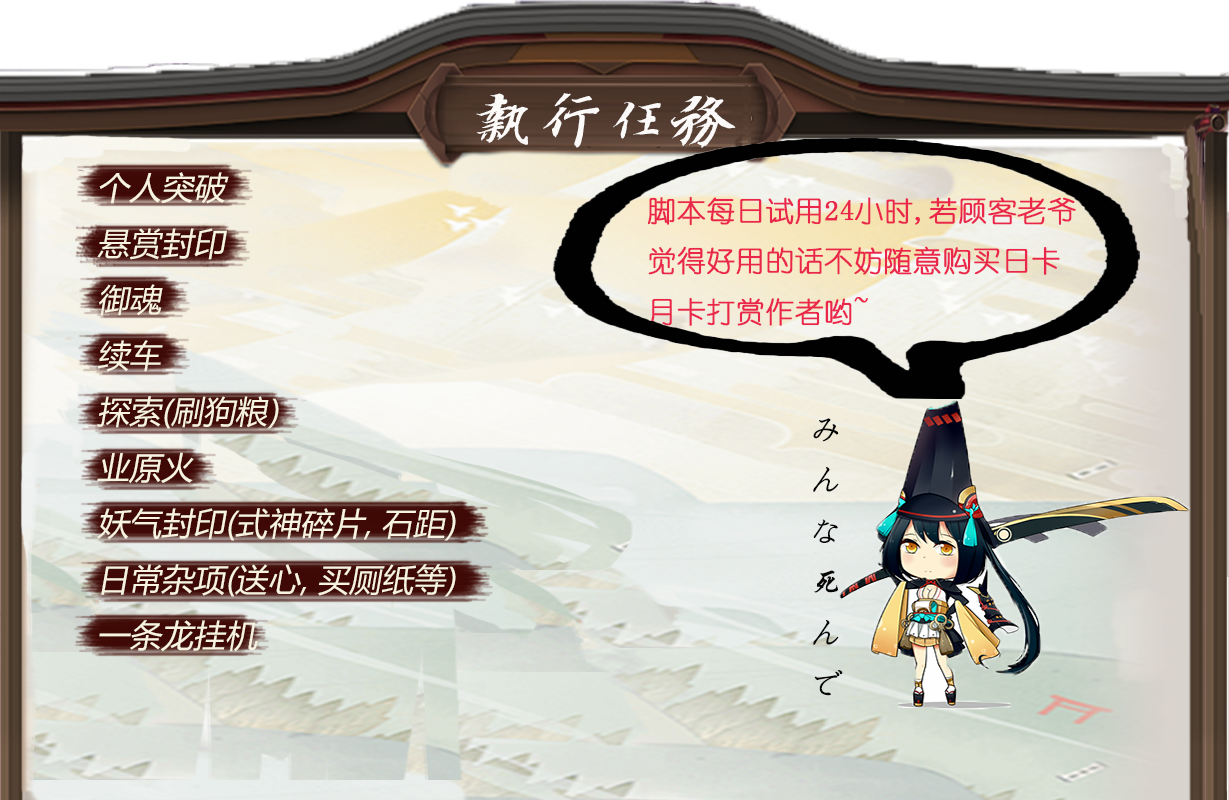 執行任務
个人突破
悬赏封印
御魂
续车
探索(刷狗粮)
业原火
妖气封印(式神碎片, 石距)
日常杂项(送心, 买厕纸等)
一条龙挂机
脚本每日试用24小时, 若顾客老爷
觉得好用的话不妨随意购买日卡
月卡打赏作者哟~
みんな死んで